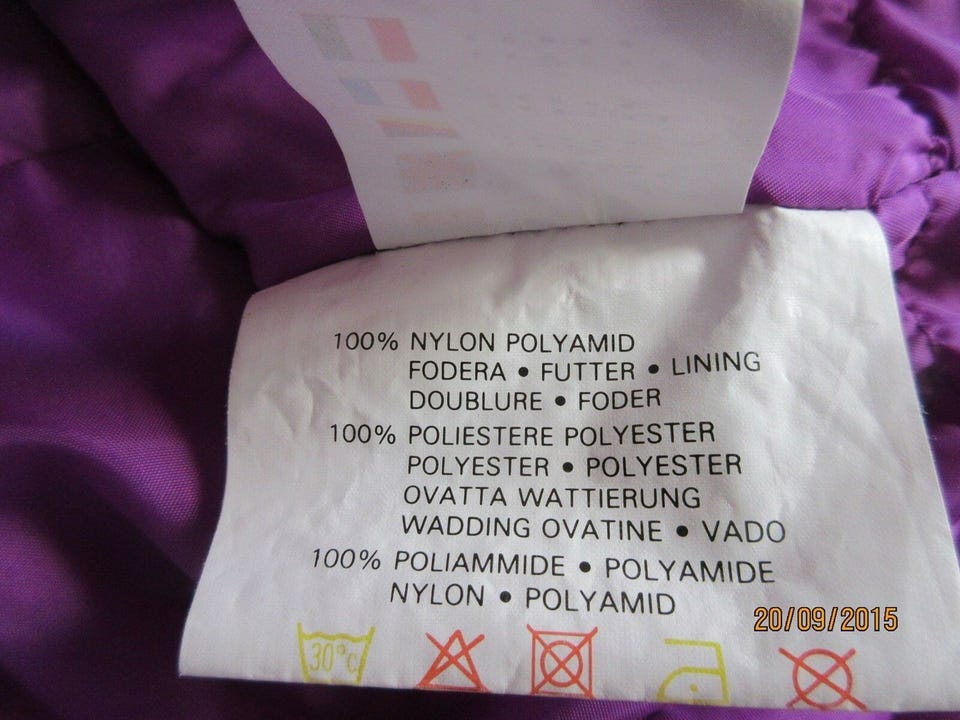 100% NYLON POLYAMID
FODERA • FUTTER • LINING
DOUBLURE • FODER
100% POLIESTERE POLYESTER
POLYESTER • POLYESTER
OVATTA WATTIERUNG
WADDING OVATINE • VADO
100% POLIAMMIDE • POLYAMIDE
NYLON • POLYAMID
30°C
20/09/2015